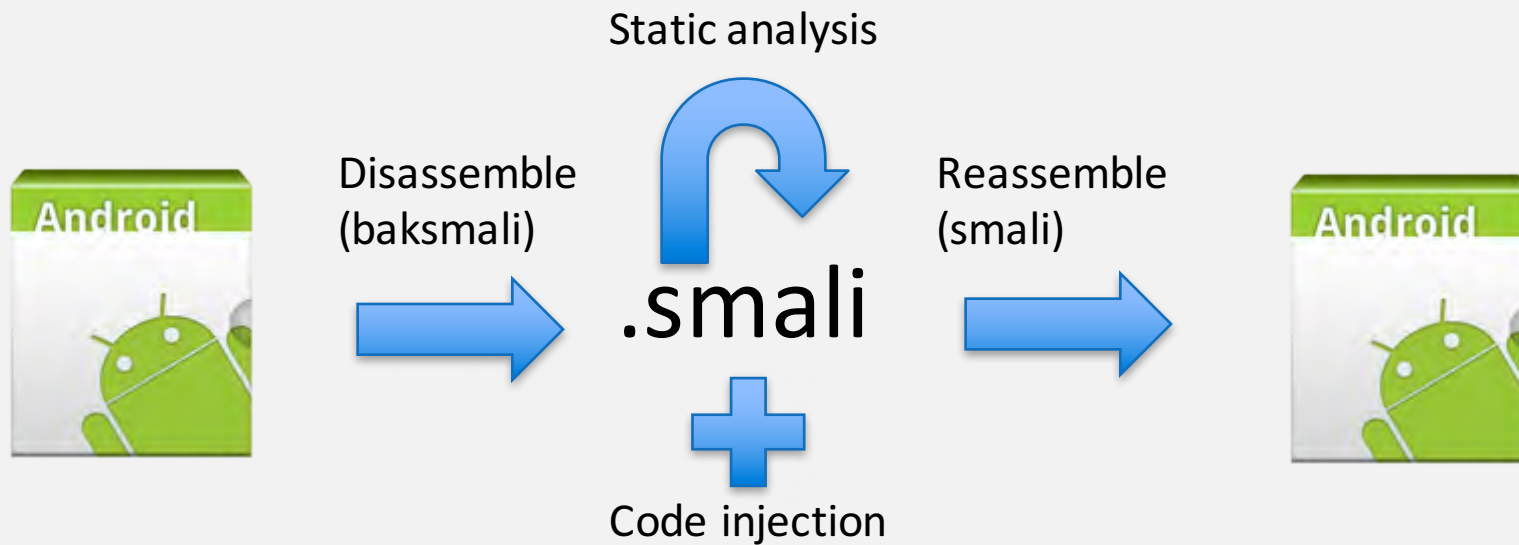 Static analysis
Disassemble
(baksmali)
Reassemble
(smali)
Android
Android
.smali
Code injection